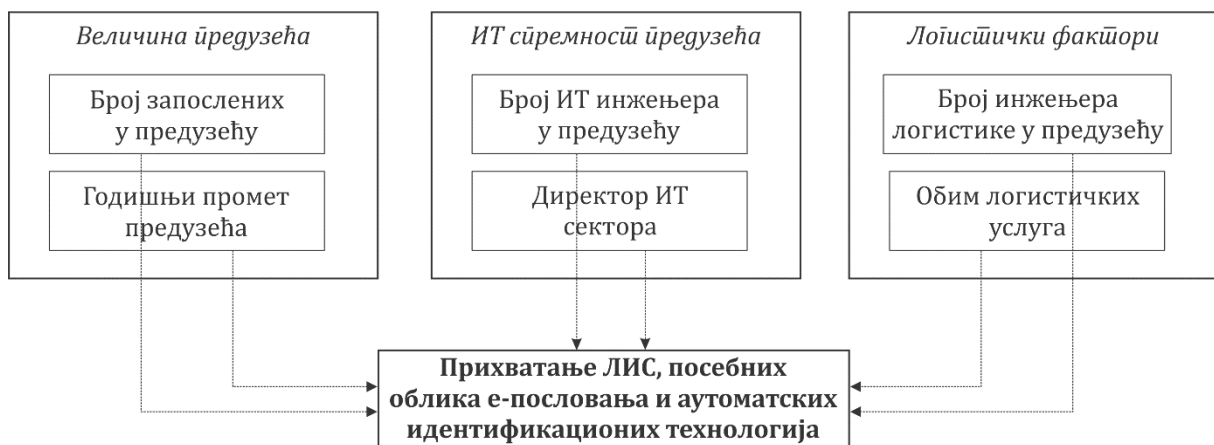 Величина предузећа
Број запослених
у предузећу
Годишњи промет
предузећа
ИТ спремност предузећа
Број ИТ инжењера
у предузећу
Директор ИТ
сектора
Логистички фактори
Број инжењера
логистике у предузећу
Обим логистичких
услуга
Прихватање ЛИС, посебних
облика е-пословања и аутоматских
идентификационих технологија